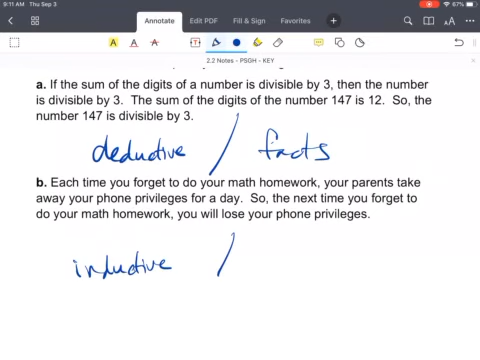 9:11 AM Thu Sep 3
67%
Annotate Edit PDF Fill & Sign Favorites
2.2 Notes - PSGH - KEY
a. If the sum of the digits of a number is divisible by 3, then the number
is divisible by 3. The sum of the digits of the number 147 is 12. So, the
number 147 is divisible by 3.
deductive / facts
b. Each time you forget to do your math homework, your parents take
away your phone privileges for a day. So, the next time you forget to
do your math homework, you will lose your phone privileges.
inductive /